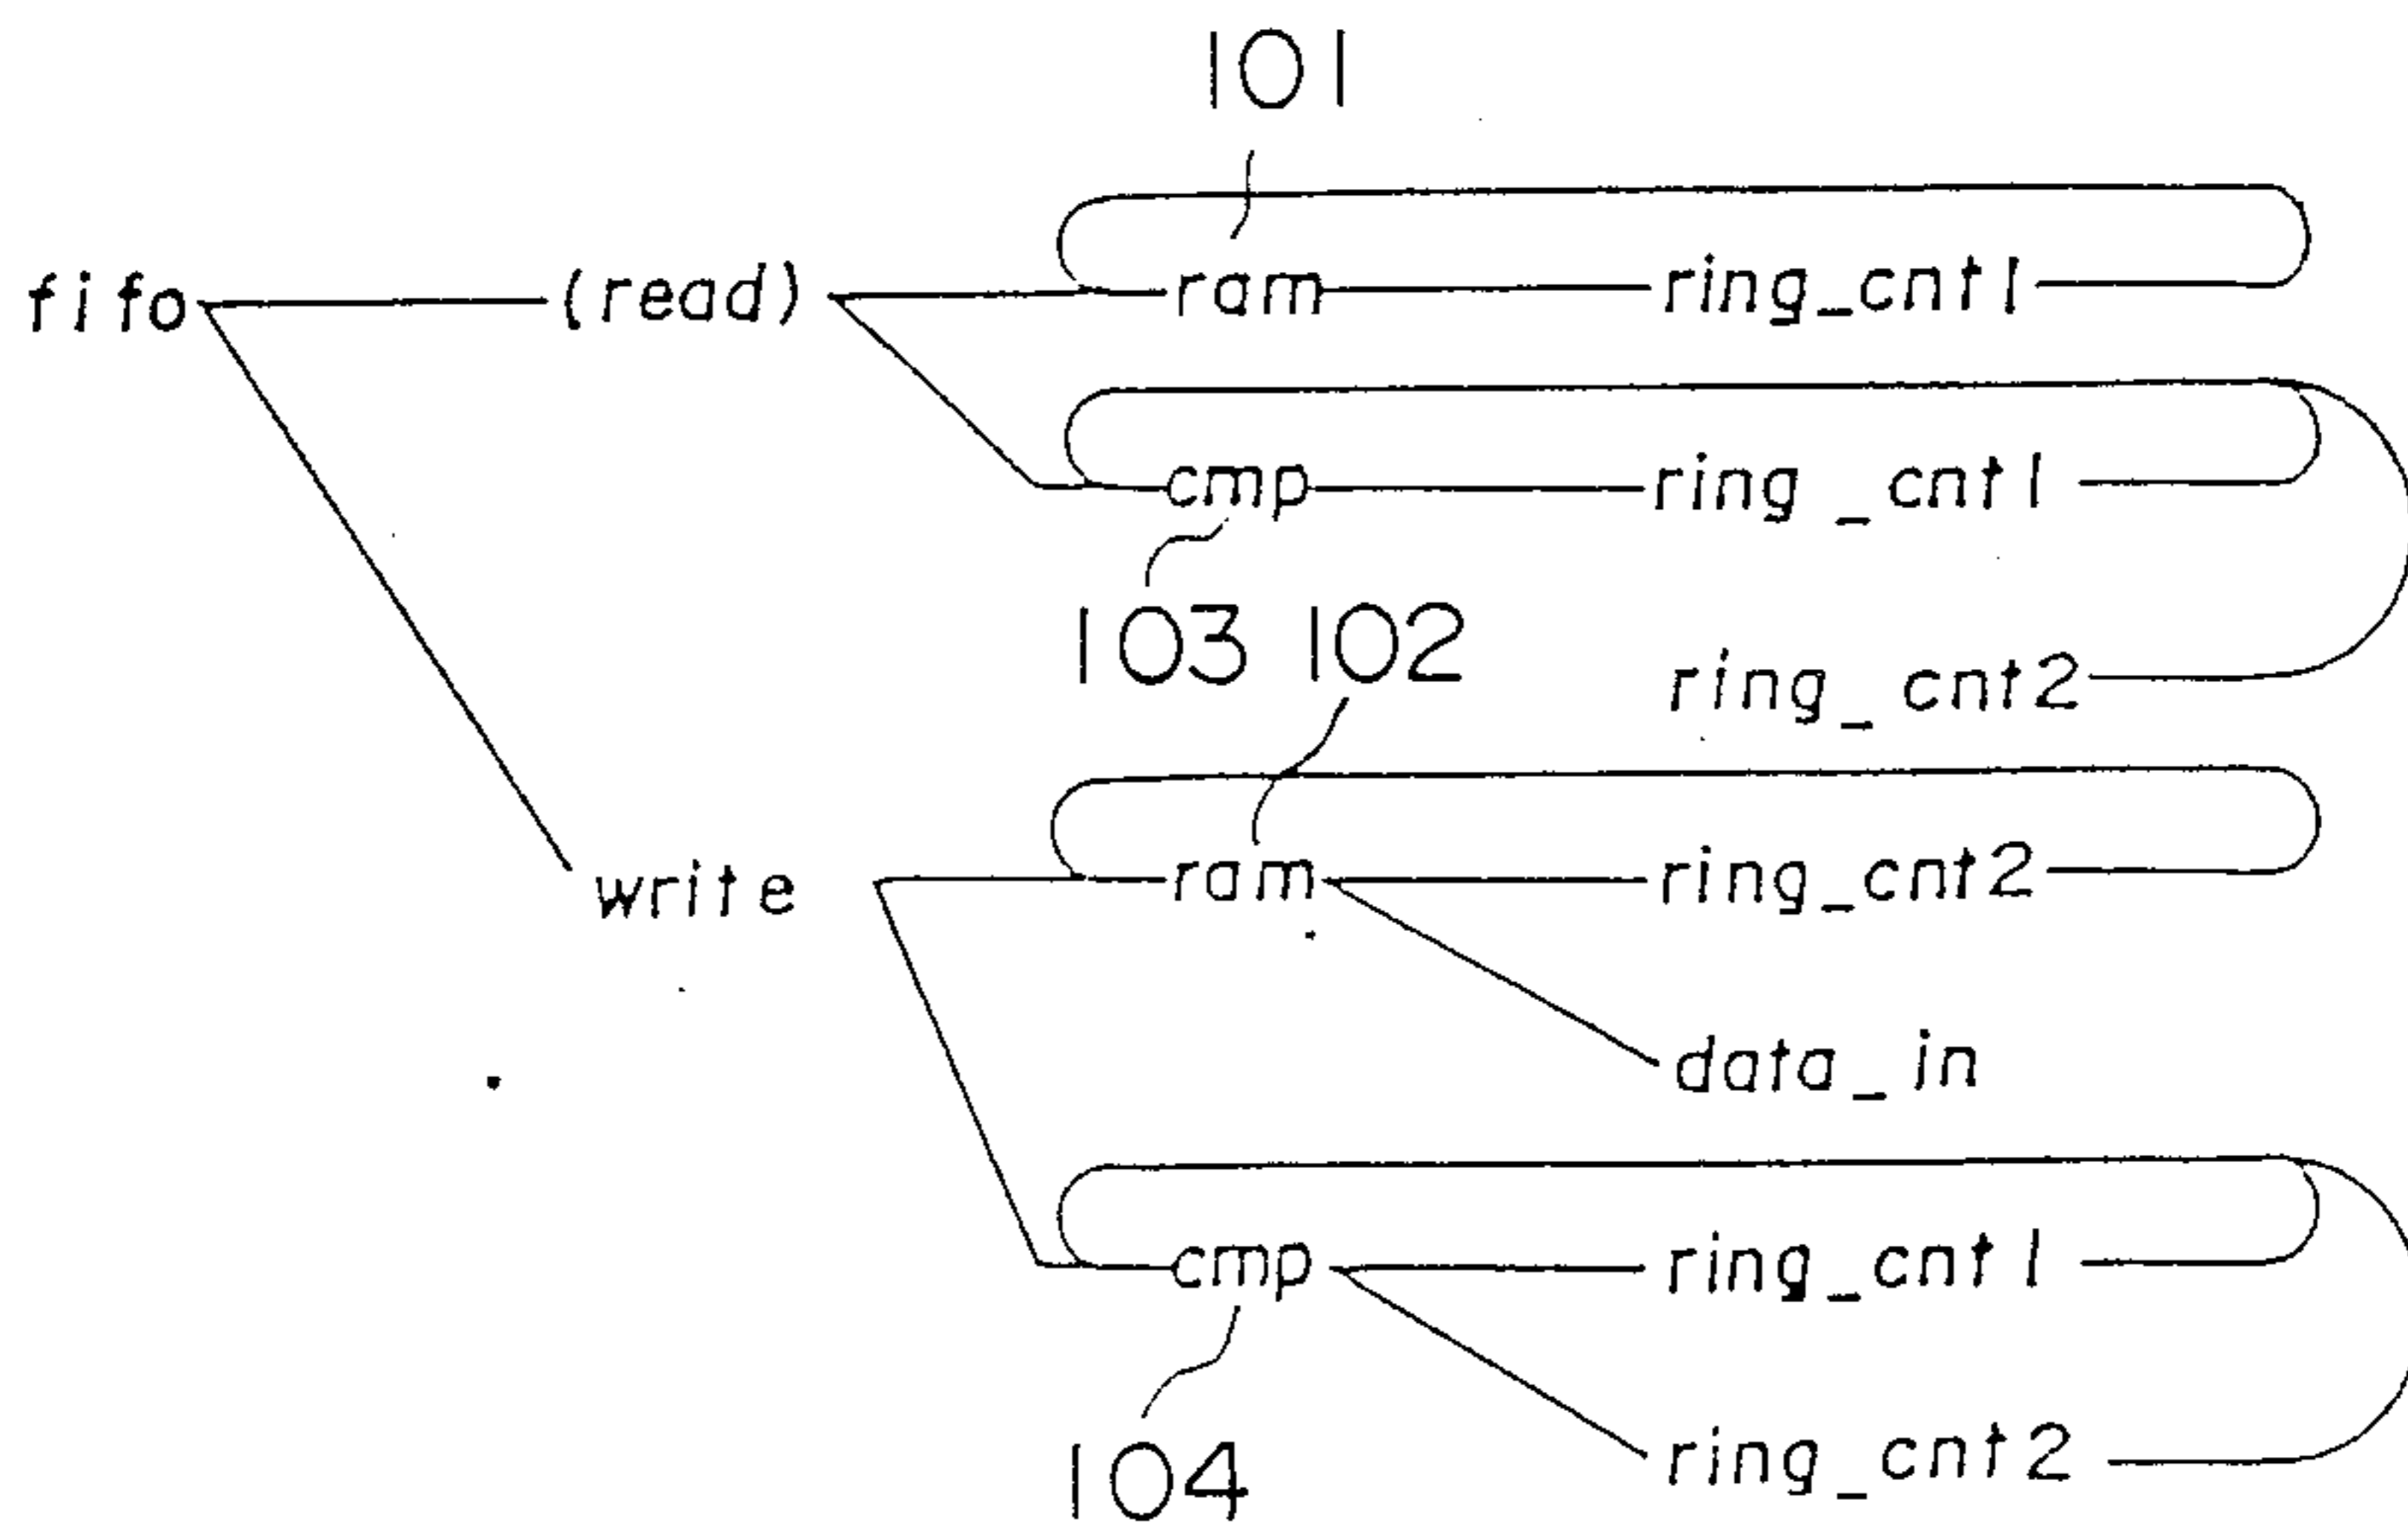 101
fifo (read) ram ring_cnt1
cmp ring_cnt1
103 102
ring_cnt2
write ram ring_cnt2
data_in
cmp ring_cnt1
104
ring_cnt2